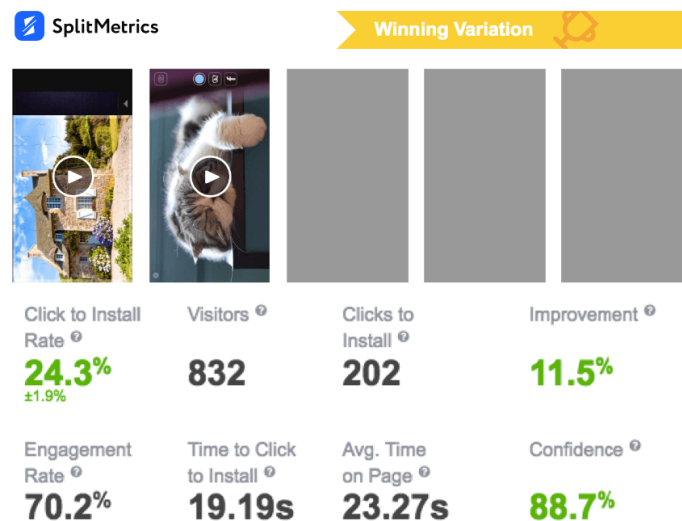 SplitMetrics
Winning Variation
Click to Install
Rate ?
24.3%
±1.9%
Visitors ?
832
Clicks to
Install ?
202
Improvement ?
11.5%
Engagement
Rate ?
70.2%
Time to Click
to Install ?
19.19s
Avg. Time
on Page ?
23.27s
Confidence ?
88.7%